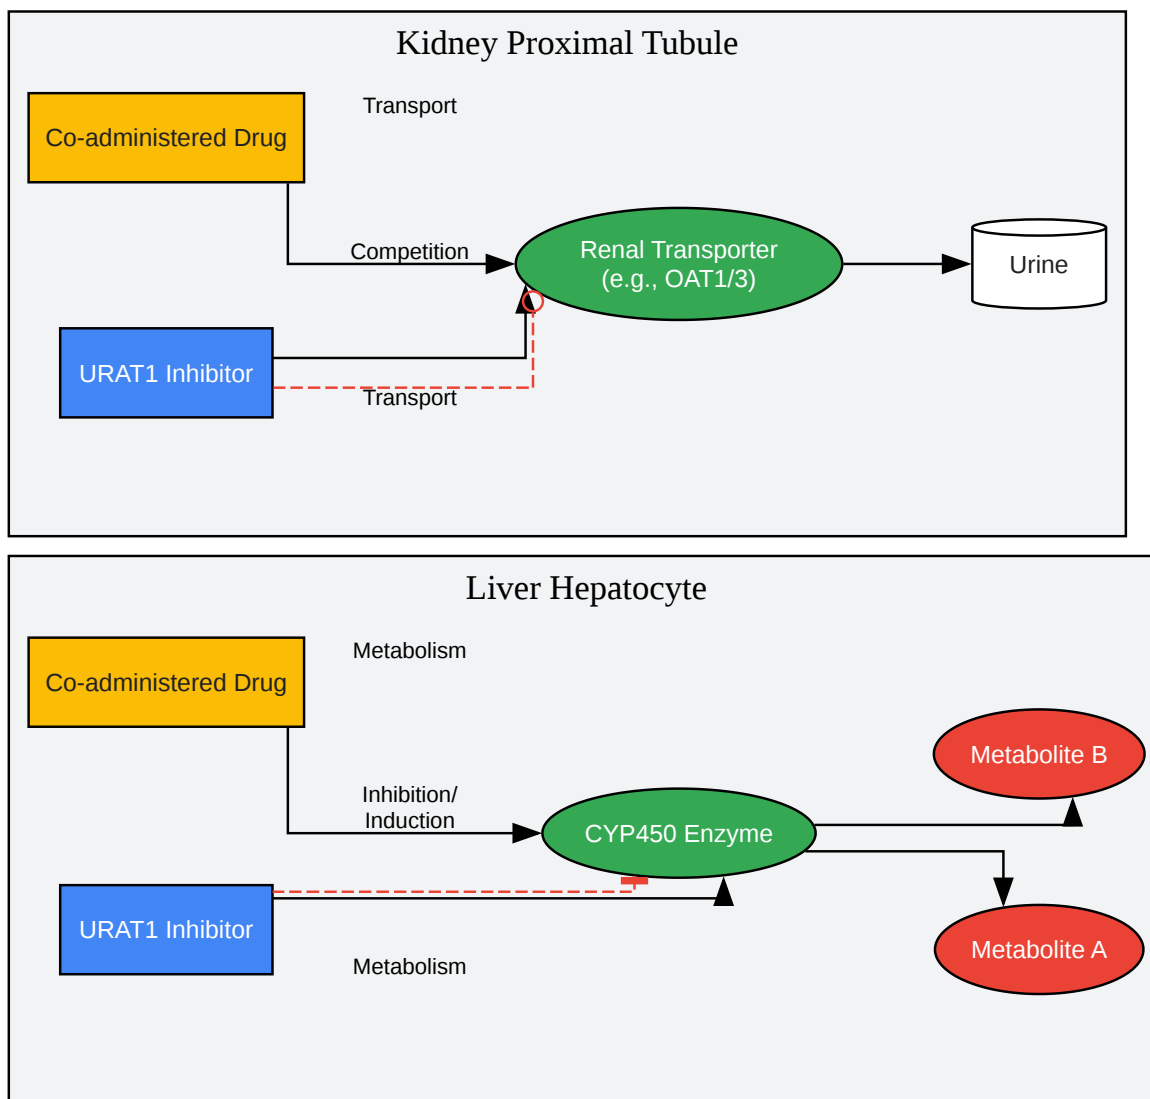 Kidney Proximal Tubule
Transport
Co-administered Drug
Competition
Renal Transporter
(e.g., OAT1/3)
Urine
URAT1 Inhibitor
Transport
Liver Hepatocyte
Metabolism
Co-administered Drug
Metabolite B
Inhibition/
Induction
CYP450 Enzyme
URAT1 Inhibitor
Metabolite A
Metabolism